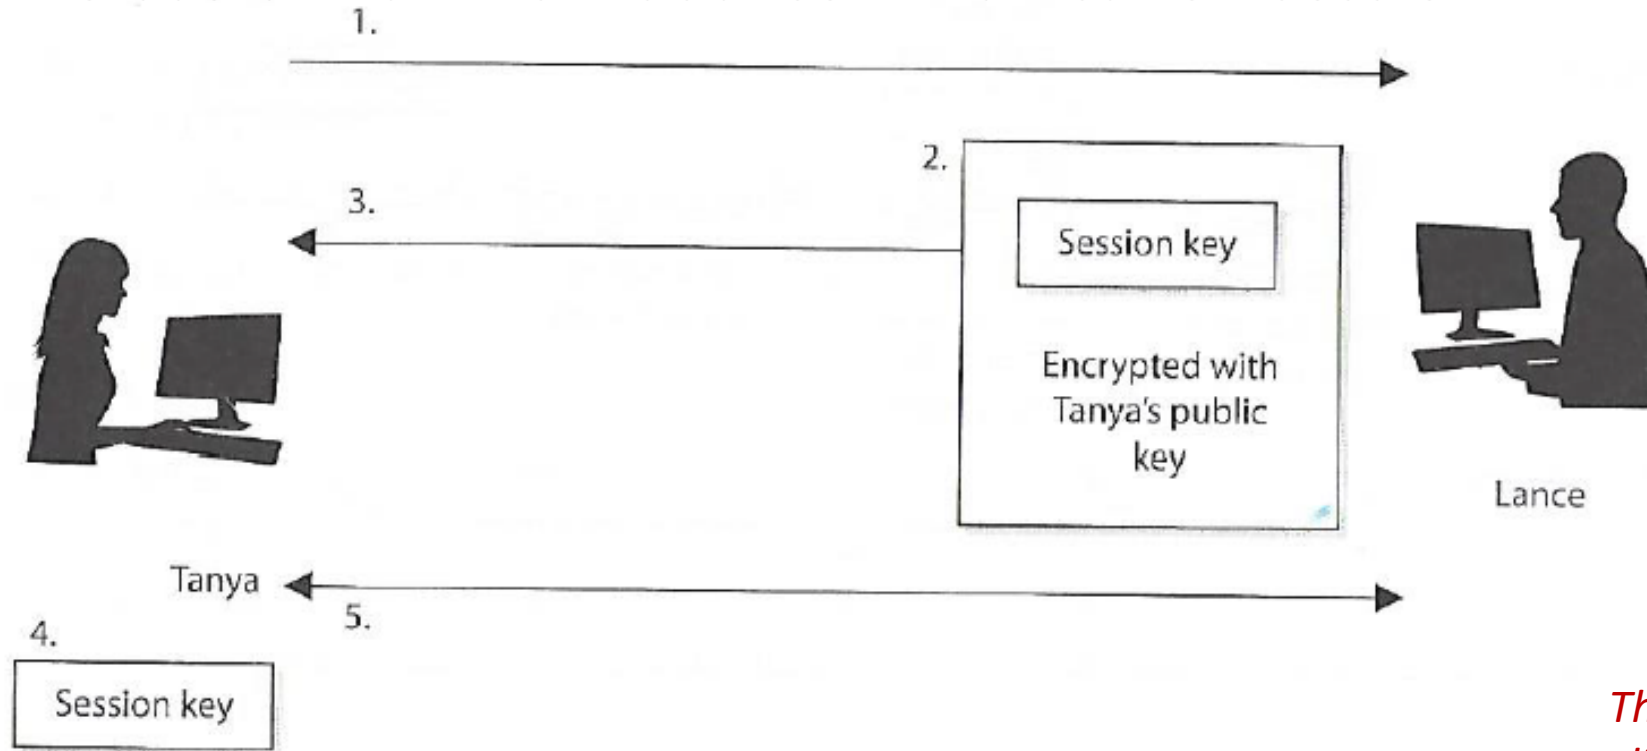 1.
2.
3.
Session key
Encrypted with
Tanya's public
key
Lance
Tanya
5.
4.
Session key